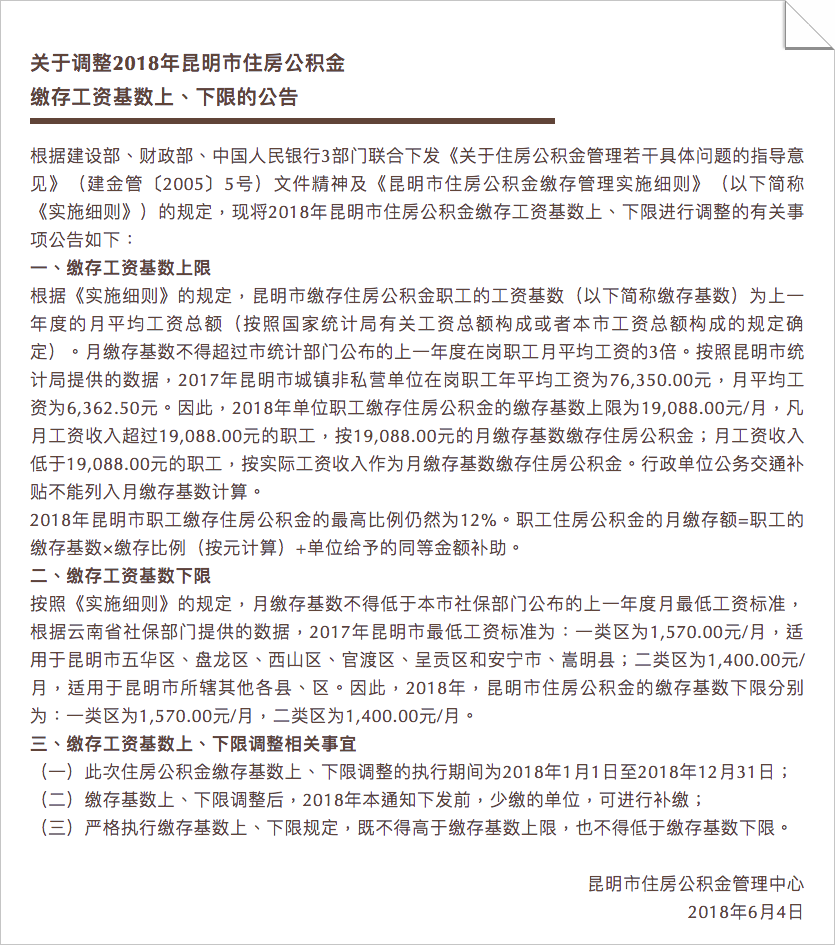 关于调整2018年昆明市住房公积金
缴存工资基数上、下限的公告
根据建设部、财政部、中国人民银行3部门联合下发《关于住房公积金管理若干具体问题的指导意
见》（建金管〔2005〕5号）文件精神及《昆明市住房公积金缴存管理实施细则》（以下简称
《实施细则》）的规定，现将2018年昆明市住房公积金缴存工资基数上、下限进行调整的有关事
项公告如下：
一、缴存工资基数上限
根据《实施细则》的规定，昆明市缴存住房公积金职工的工资基数（以下简称缴存基数）为上一
年度的月平均工资总额（按照国家统计局有关工资总额构成或者本市工资总额构成的规定确
定）。月缴存基数不得超过市统计部门公布的上一年度在岗职工月平均工资的3倍。按照昆明市统
计局提供的数据，2017年昆明市城镇非私营单位在岗职工年平均工资为76,350.00元，月平均工
资为6,362.50元。因此，2018年单位职工缴存住房公积金的缴存基数上限为19,088.00元/月，凡
月工资收入超过19,088.00元的职工，按19,088.00元的月缴存基数缴存住房公积金；月工资收入
低于19,088.00元的职工，按实际工资收入作为月缴存基数缴存住房公积金。行政单位公务交通补
贴不能列入月缴存基数计算。
2018年昆明市职工缴存住房公积金的最高比例仍然为12%。职工住房公积金的月缴存额=职工的
缴存基数×缴存比例（按元计算）+单位给予的同等金额补助。
二、缴存工资基数下限
按照《实施细则》的规定，月缴存基数不得低于本市社保部门公布的上一年度月最低工资标准，
根据云南省社保部门提供的数据，2017年昆明市最低工资标准为：一类区为1,570.00元/月，适
用于昆明市五华区、盘龙区、西山区、官渡区、呈贡区和安宁市、嵩明县；二类区为1,400.00元/
月，适用于昆明市所辖其他各县、区。因此，2018年，昆明市住房公积金的缴存基数下限分别
为：一类区为1,570.00元/月，二类区为1,400.00元/月。
三、缴存工资基数上、下限调整相关事宜
（一）此次住房公积金缴存基数上、下限调整的执行期间为2018年1月1日至2018年12月31日；
（二）缴存基数上、下限调整后，2018年本通知下发前，少缴的单位，可进行补缴；
（三）严格执行缴存基数上、下限规定，既不得高于缴存基数上限，也不得低于缴存基数下限。
昆明市住房公积金管理中心
2018年6月4日